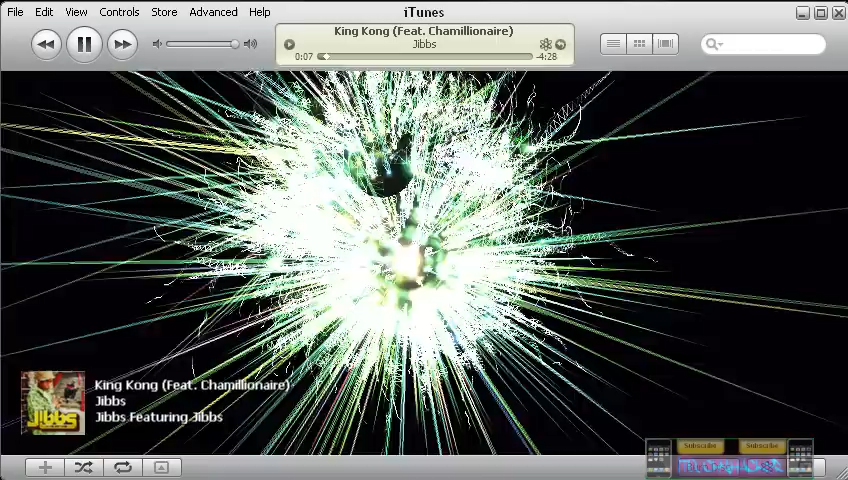 File Edit View Controls Store Advanced Help
iTunes
King Kong (Feat. Chamillionaire)
Jibbs
0:07
-4:28
King Kong (Feat. Chamillionaire)
Jibbs
Jibbs Featuring Jibbs
JIBBS
Subscribe Subscribe